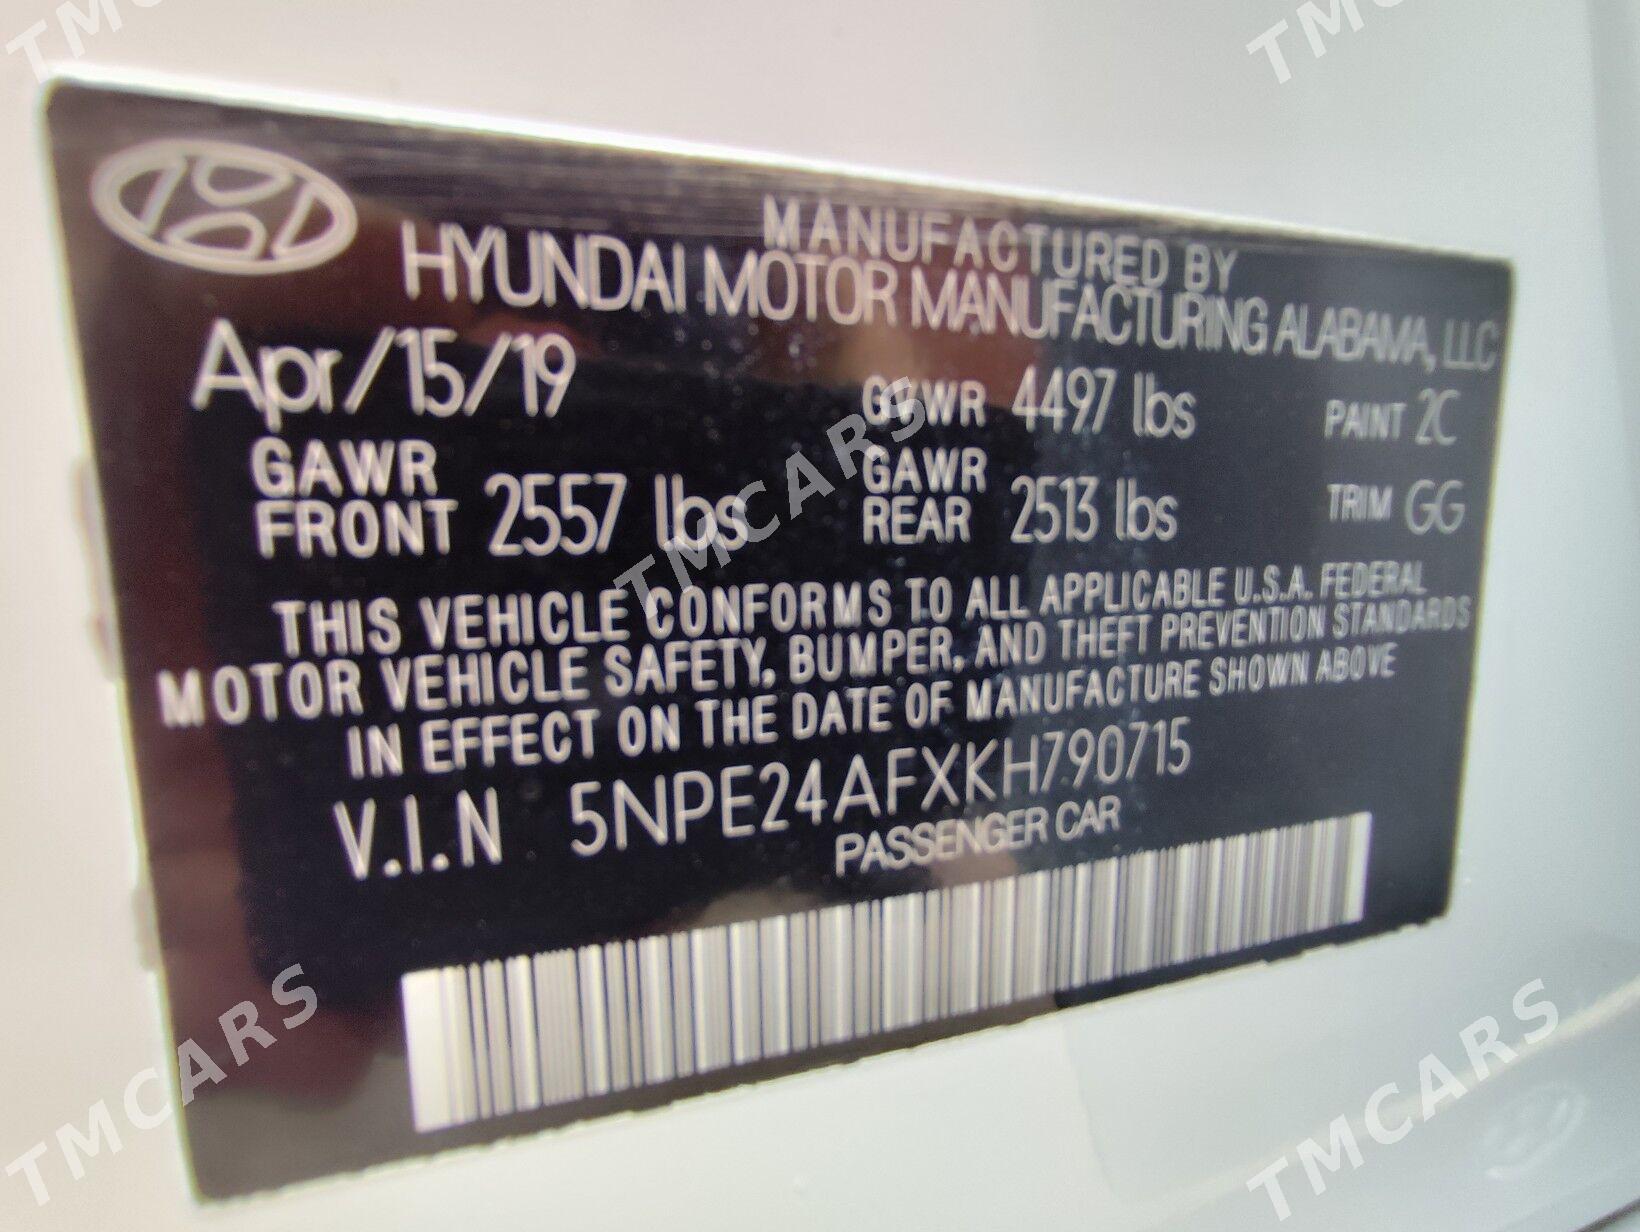 MANUFACTURED BY
HYUNDAI MOTOR MANUFACTURING ALABAMA, LLC
Apr/15/19 GVWR 4497 lbs PAINT 2C
GAWR FRONT 2557 lbs GAWR REAR 2513 lbs TRIM GG
THIS VEHICLE CONFORMS TO ALL APPLICABLE U.S.A. FEDERAL
MOTOR VEHICLE SAFETY, BUMPER, AND THEFT PREVENTION STANDARDS
IN EFFECT ON THE DATE OF MANUFACTURE SHOWN ABOVE
V.I.N 5NPE24AFXKH790715
PASSENGER CAR
TMCARS
TMCARS
TMCARS
TMCARS
TMCARS